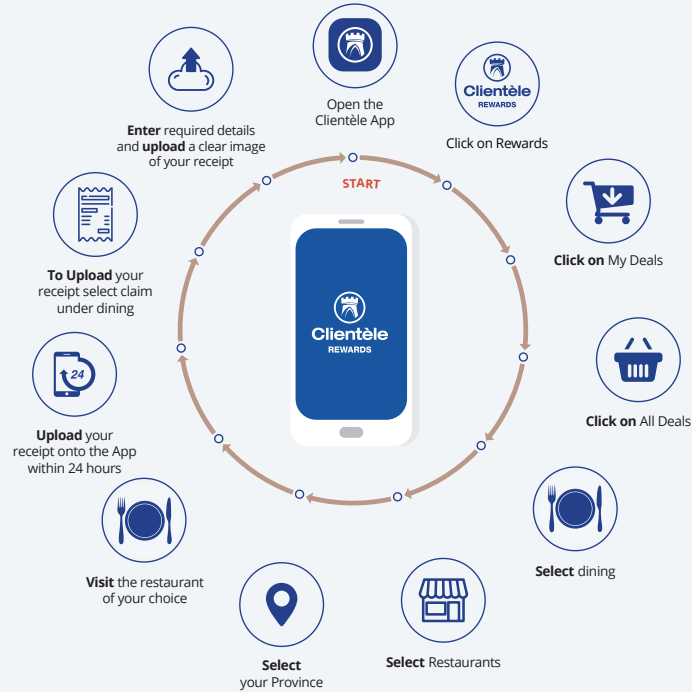 Open the
Clientèle App
Clientèle
REWARDS
Click on Rewards
Click on My Deals
Click on All Deals
Select dining
Select Restaurants
Select
your Province
Visit the restaurant
of your choice
24
Upload your
receipt onto the App
within 24 hours
To Upload your
receipt select claim
under dining
Enter required details
and upload a clear image
of your receipt
START
Clientèle
REWARDS